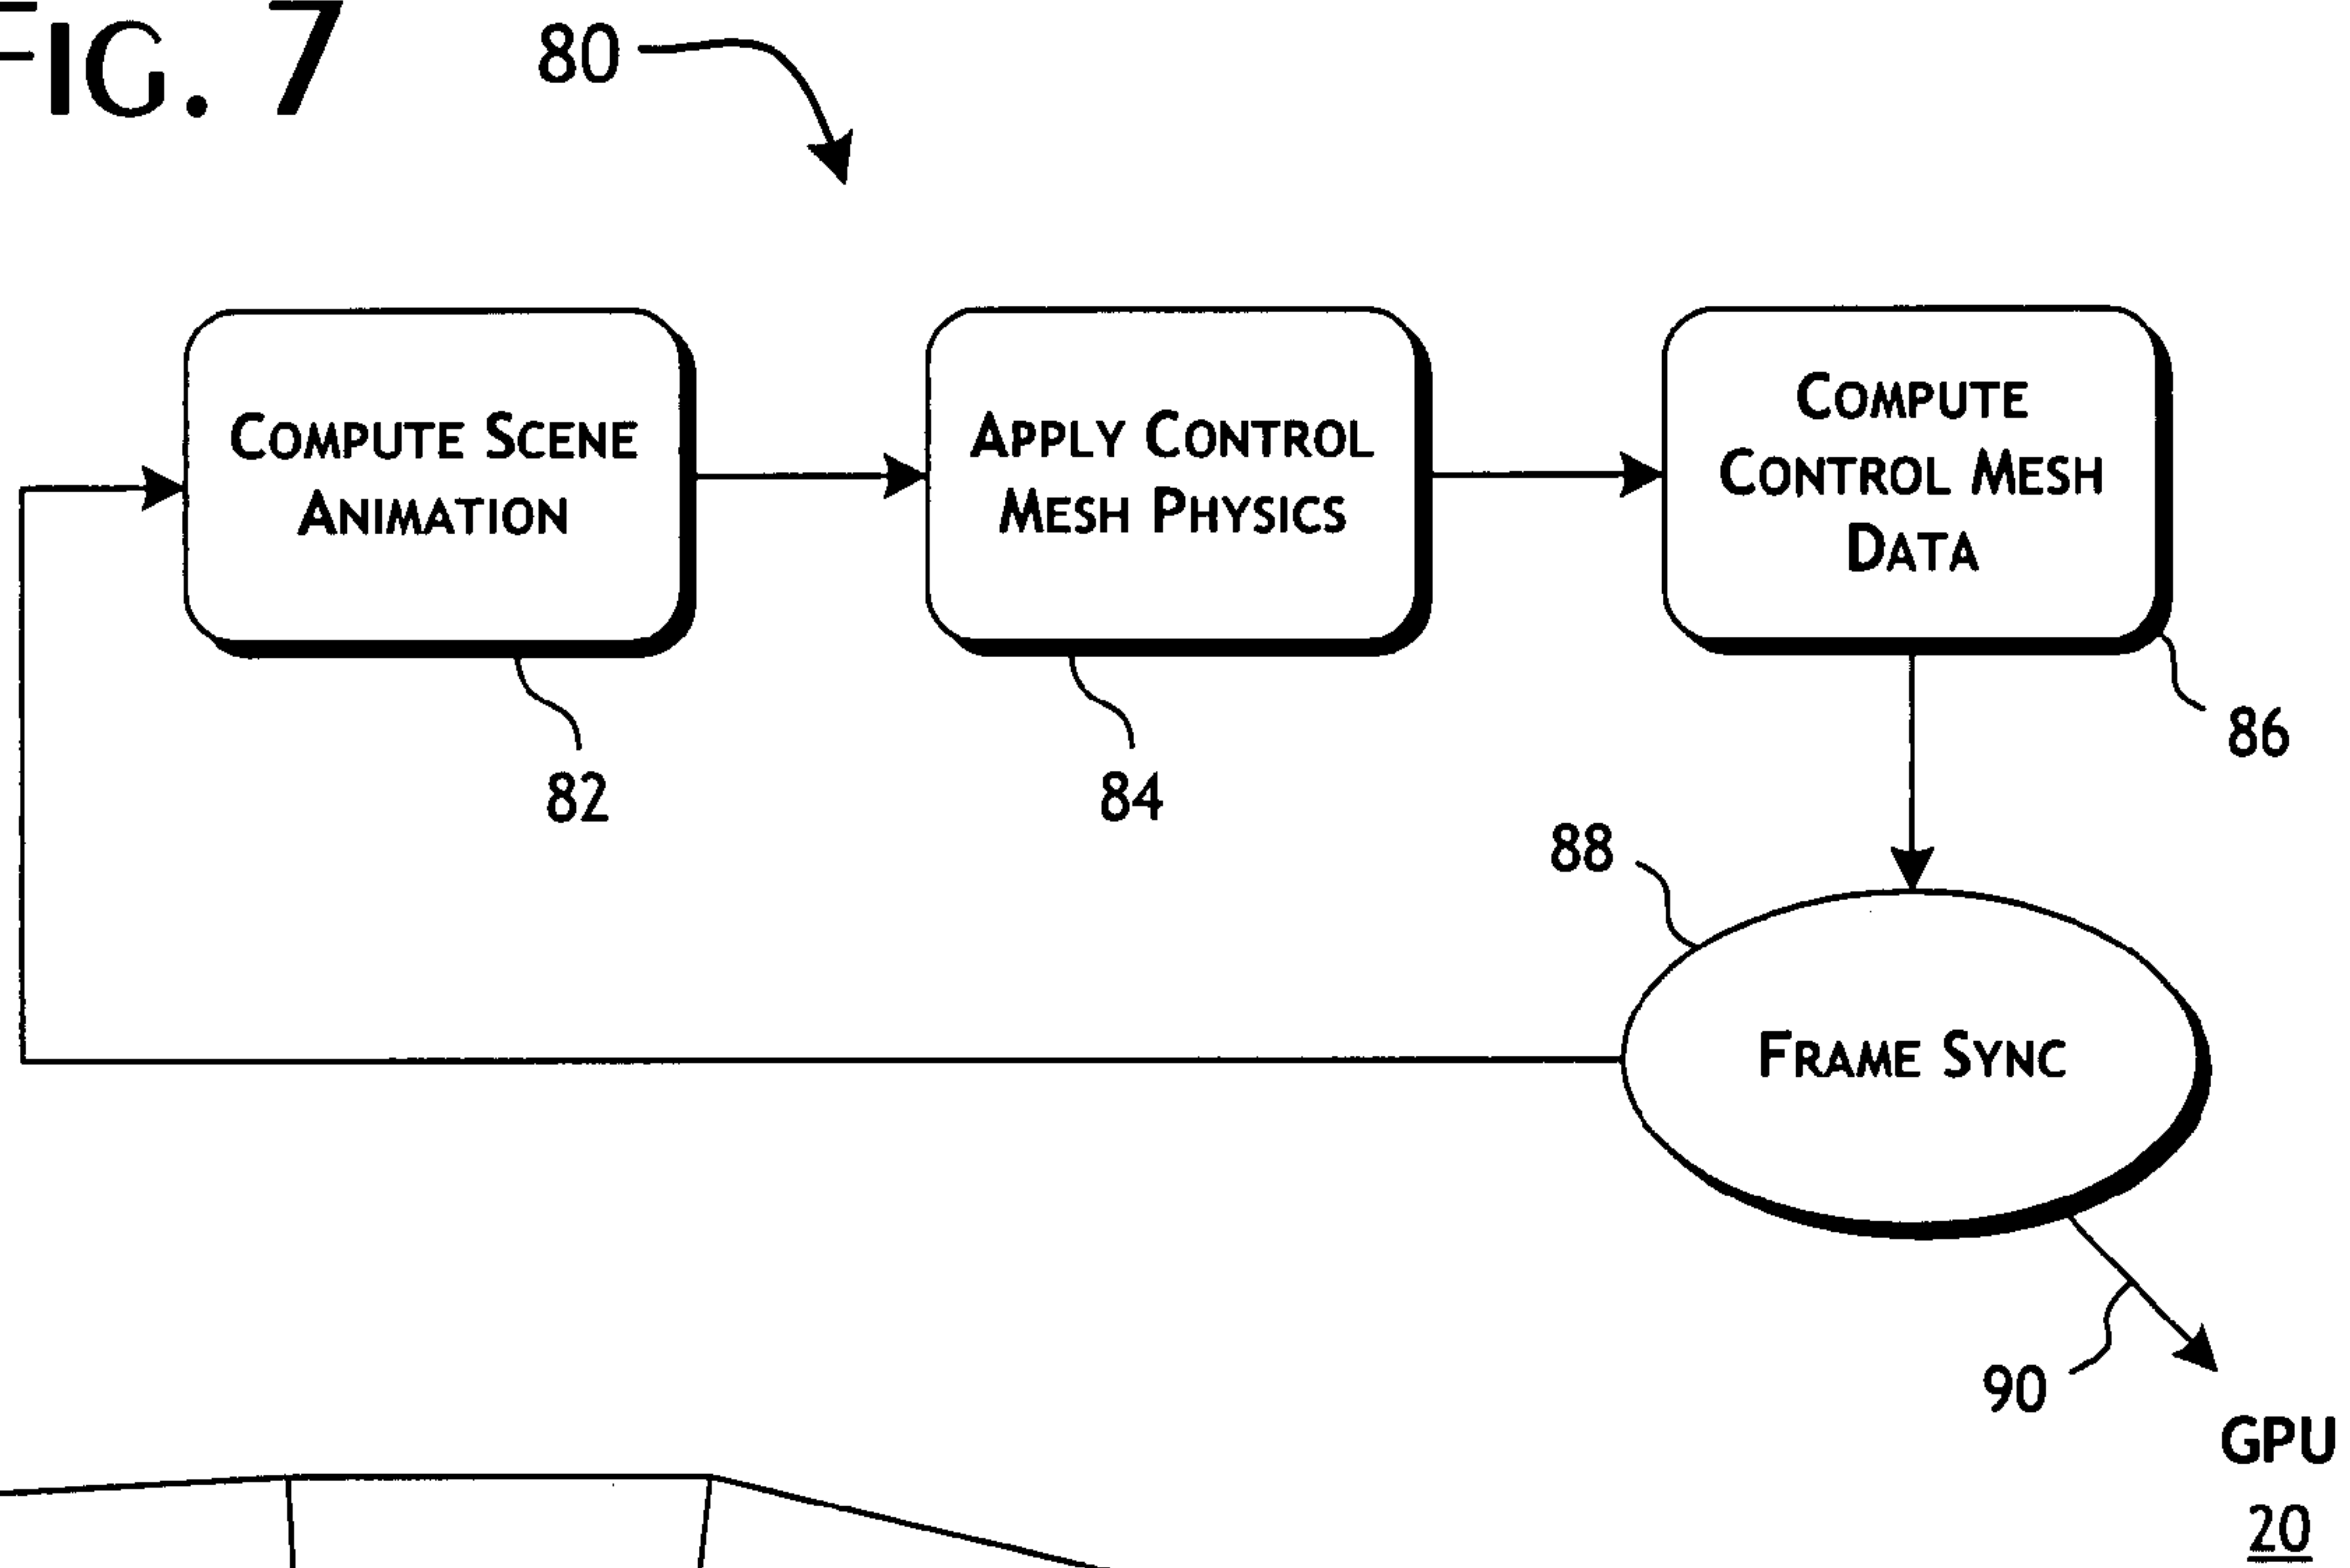 FIG. 7
80
COMPUTE SCENE
ANIMATION
APPLY CONTROL
MESH PHYSICS
COMPUTE
CONTROL MESH
DATA
82
84
86
88
FRAME SYNC
90
GPU
20